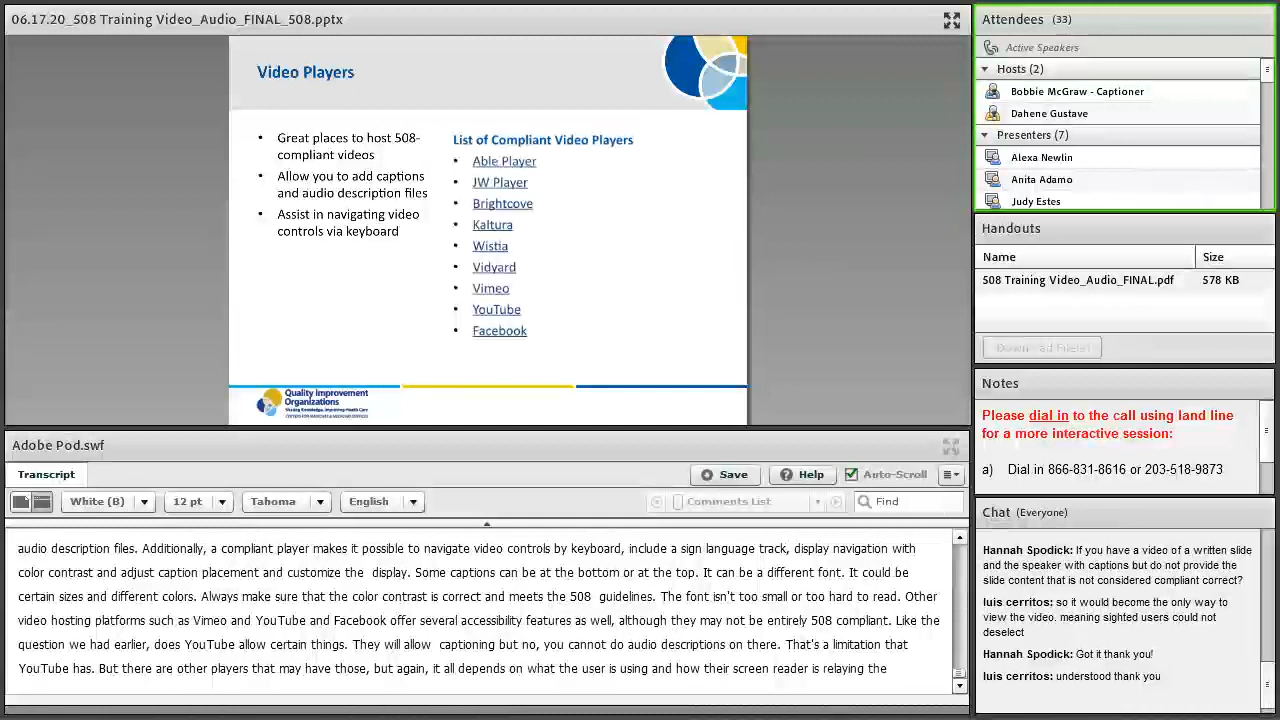 06.17.20_508 Training Video_Audio_FINAL_508.pptx
Video Players
• Great places to host 508-
compliant videos
• Allow you to add captions
and audio description files
• Assist in navigating video
controls via keyboard
List of Compliant Video Players
• Able Player
• JW Player
• Brightcove
• Kaltura
• Wistia
• Vidyard
• Vimeo
• YouTube
• Facebook
Quality Improvement
Organizations
Sharing Knowledge. Improving Health Care.
CENTERS FOR MEDICARE & MEDICAID SERVICES
Adobe Pod.swf
Transcript
Save
Help
Auto-Scroll
White (B)
12 pt
Tahoma
English
Comments List
Find
audio description files. Additionally, a compliant player makes it possible to navigate video controls by keyboard, include a sign language track, display navigation with
color contrast and adjust caption placement and customize the  display. Some captions can be at the bottom or at the top. It can be a different font. It could be
certain sizes and different colors. Always make sure that the color contrast is correct and meets the 508  guidelines. The font isn't too small or too hard to read. Other
video hosting platforms such as Vimeo and YouTube and Facebook offer several accessibility features as well, although they may not be entirely 508 compliant. Like the
question we had earlier, does YouTube allow certain things. They will allow  captioning but no, you cannot do audio descriptions on there. That's a limitation that
YouTube has. But there are other players that may have those, but again, it all depends on what the user is using and how their screen reader is relaying the
Attendees (33)
Active Speakers
Hosts (2)
Bobbie McGraw - Captioner
Dahene Gustave
Presenters (7)
Alexa Newlin
Anita Adamo
Judy Estes
Handouts
Name Size
508 Training Video_Audio_FINAL.pdf 578 KB
Download File(s)
Notes
Please dial in to the call using land line
for a more interactive session:
a) Dial in 866-831-8616 or 203-518-9873
Chat (Everyone)
Hannah Spodick: If you have a video of a written slide
and the speaker with captions but do not provide the
slide content that is not considered compliant correct?
luis cerritos: so it would become the only way to
view the video. meaning sighted users could not
deselect
Hannah Spodick: Got it thank you!
luis cerritos: understood thank you